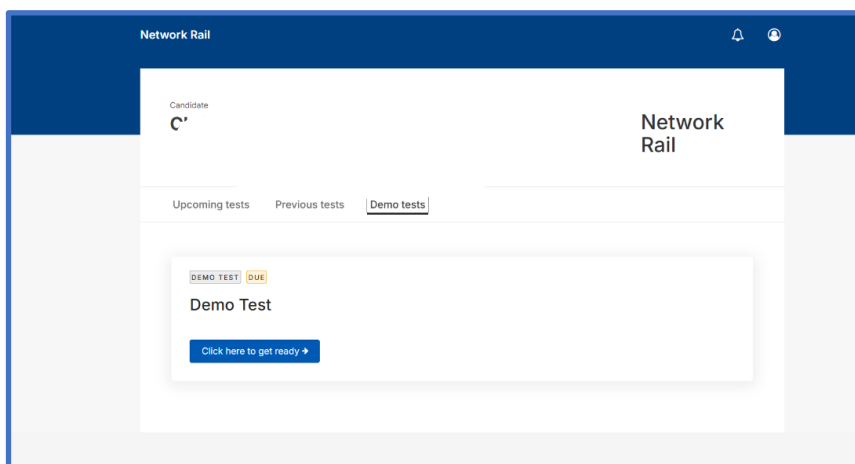 Network Rail
Candidate
Network
Rail
Upcoming tests Previous tests Demo tests
DEMO TEST DUE
Demo Test
Click here to get ready →